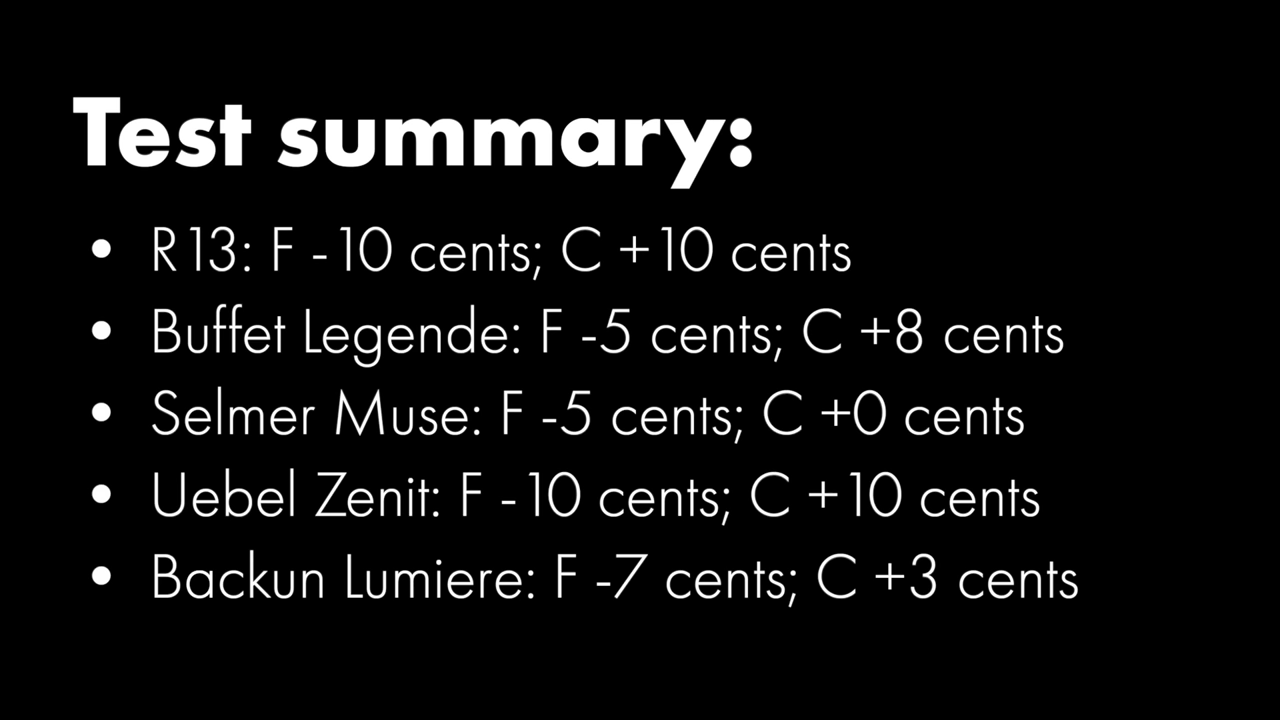 Test summary:
• R13: F -10 cents; C +10 cents
• Buffet Legende: F -5 cents; C +8 cents
• Selmer Muse: F -5 cents; C +0 cents
• Uebel Zenit: F -10 cents; C +10 cents
• Backun Lumiere: F -7 cents; C +3 cents